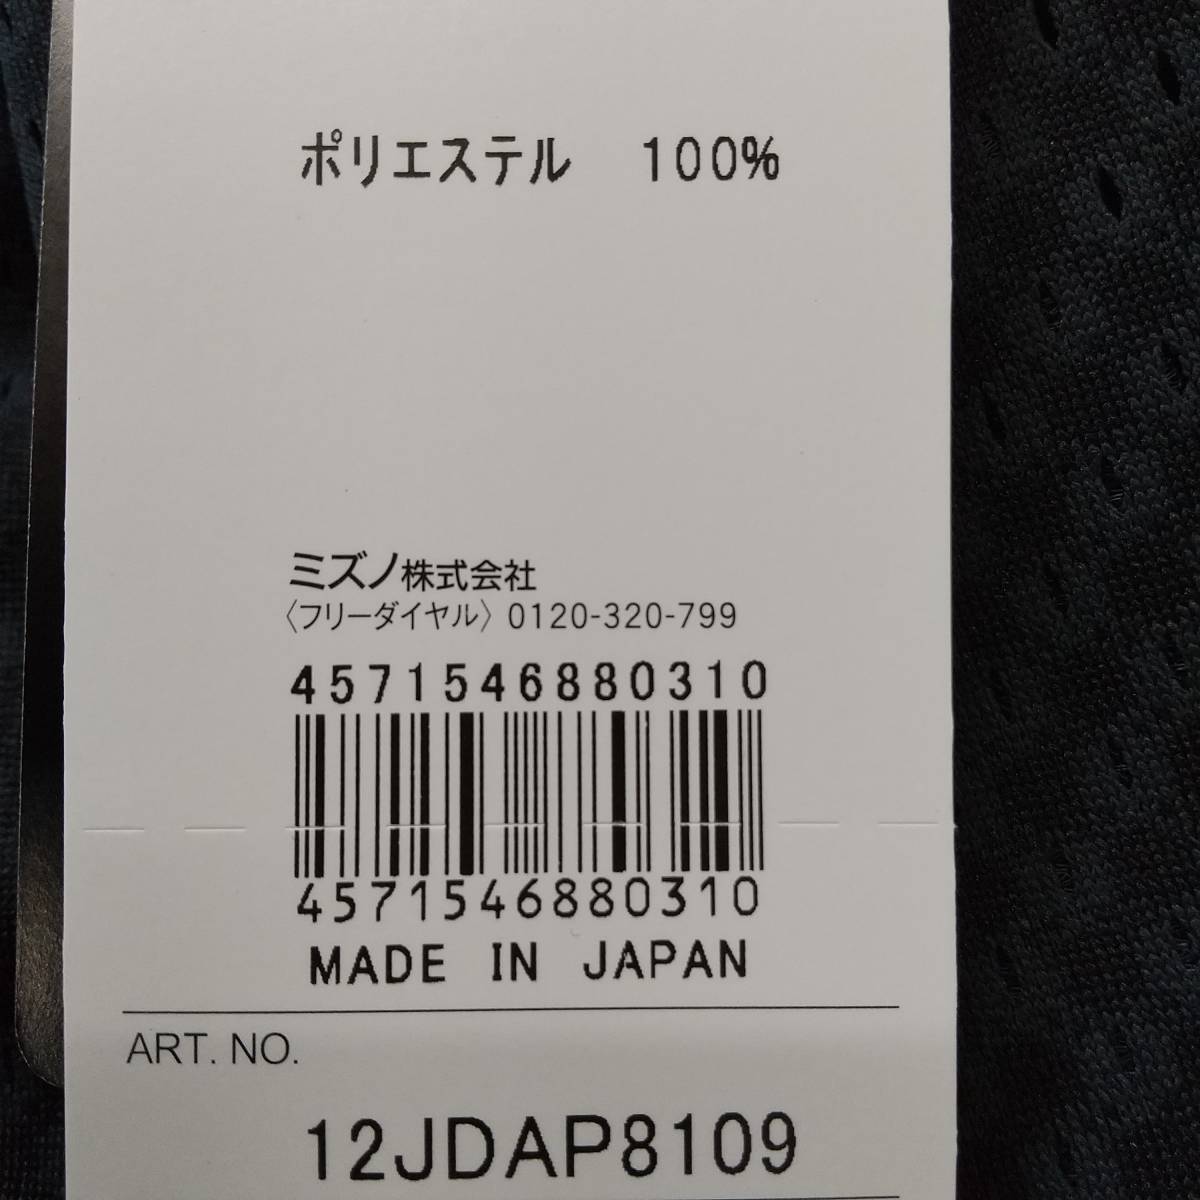 ポリエステル　100%
ミズノ株式会社
〈フリーダイヤル〉0120-320-799
4571546880310
4571546880310
MADE IN JAPAN
ART. NO.
12JDAP8109